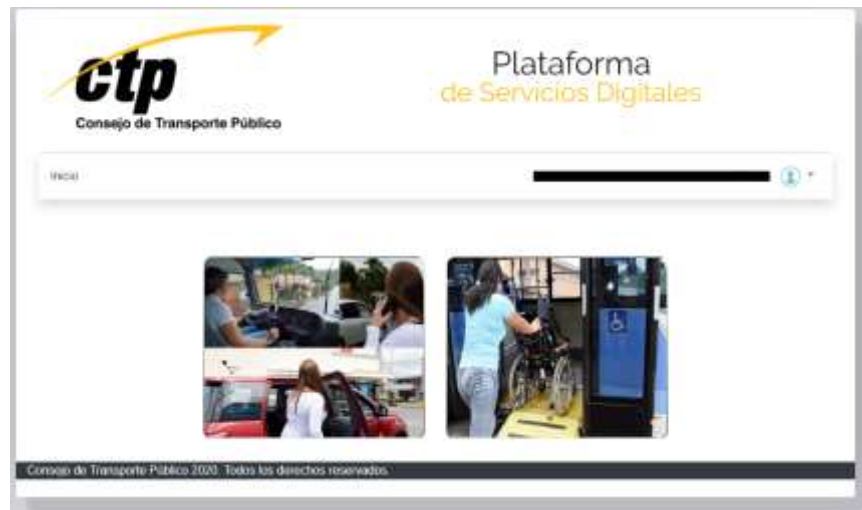 ctp
Consejo de Transporte Público
Plataforma
de Servicios Digitales
Inicio
Consejo de Transporte Público 2020. Todos los derechos reservados.